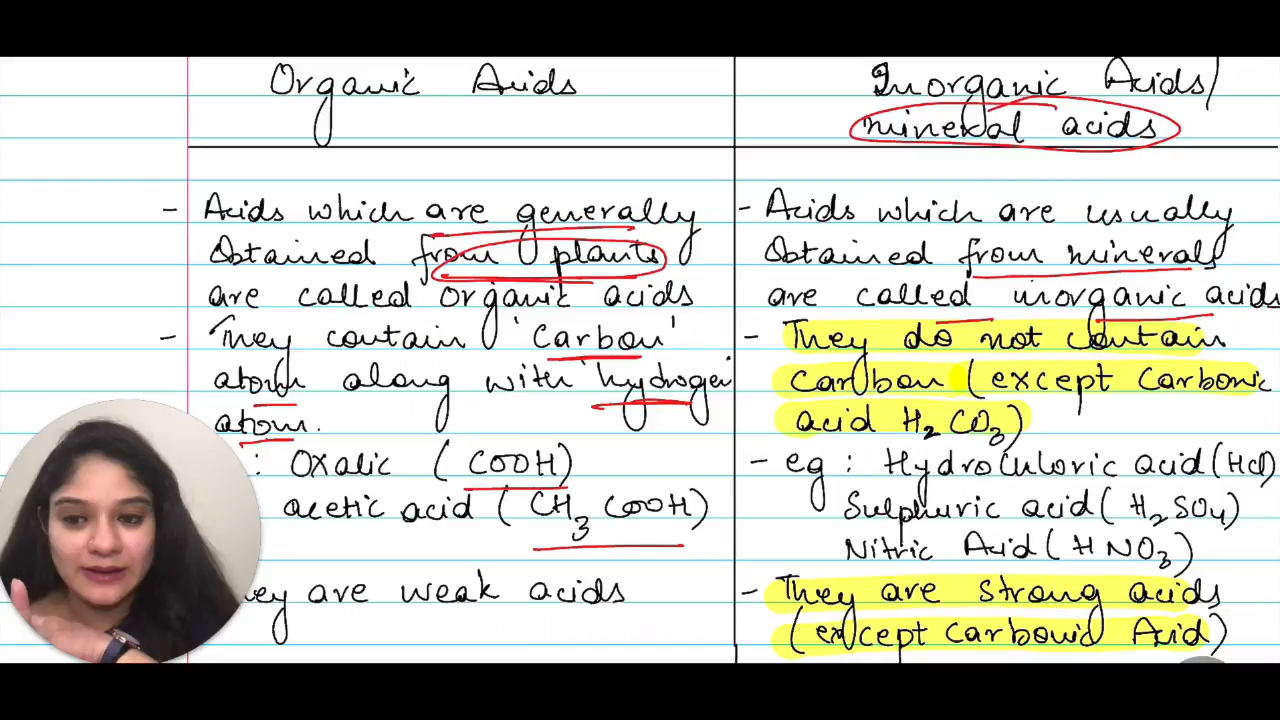 Organic Acids
- Acids which are generally
Obtained from plants
are called organic acids
- They contain 'Carbon'
atom along with 'hydrogen'
atom.
: Oxalic (COOH)
acetic acid (CH3COOH)
They are weak acids
Inorganic Acids/
mineral acids
- Acids which are usually
Obtained from minerals
are called inorganic acids
- They do not contain
carbon (except carbonic
acid H2CO3)
- eg : Hydrochloric acid (HCl)
Sulphuric acid (H2SO4)
Nitric Acid (HNO3)
- They are strong acids
(except Carbonic Acid)